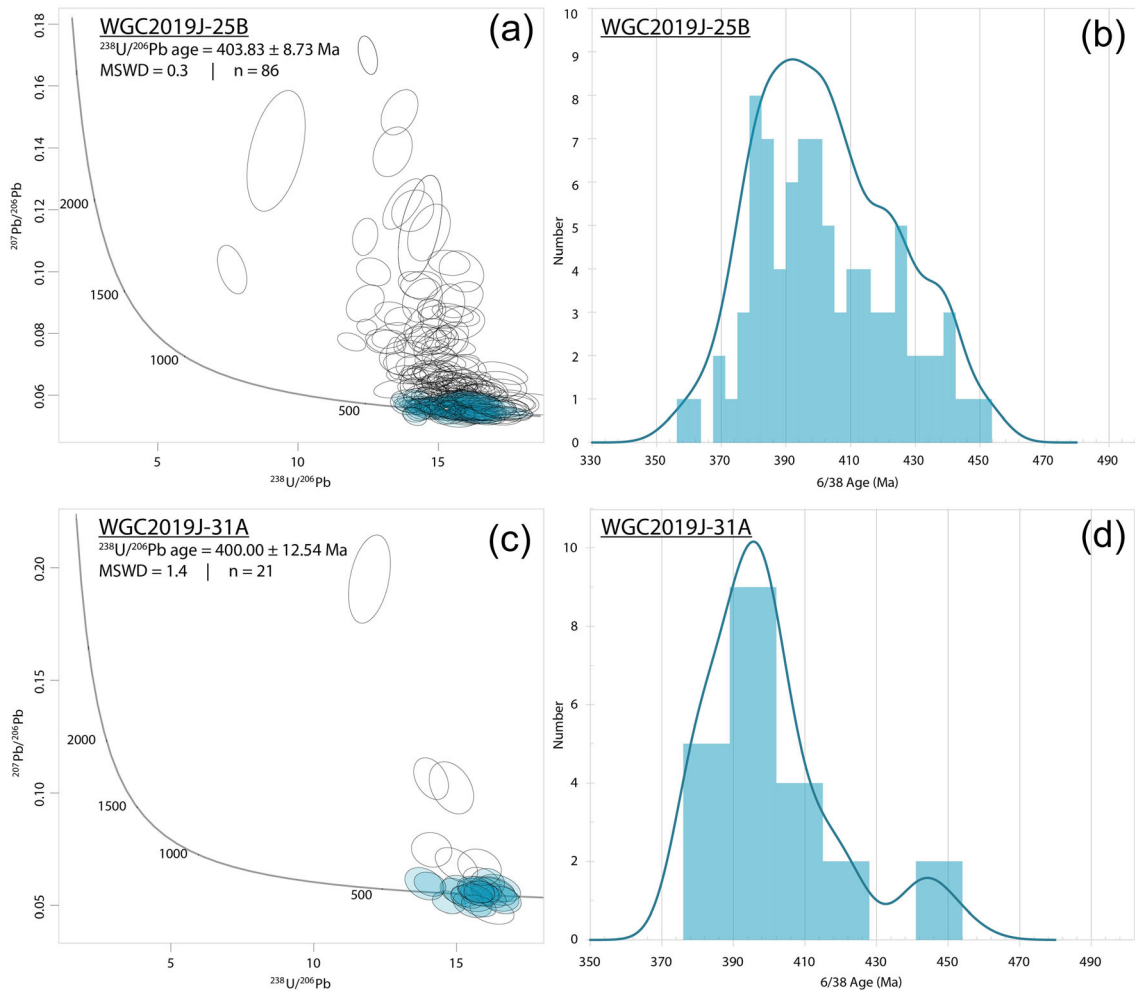 WGC2019J-25B
(a)
²³⁸U/²⁰⁶Pb age = 403.83 ± 8.73 Ma
MSWD = 0.3 | n = 86
0.18
0.16
0.14
0.12
0.10
0.08
0.06
²⁰⁷Pb/²⁰⁶Pb
2000
1500
1000
500
5
10
15
²³⁸U/²⁰⁶Pb
WGC2019J-25B
(b)
10
9
8
7
6
5
4
3
2
1
0
Number
330
350
370
390
410
430
450
470
490
6/38 Age (Ma)
WGC2019J-31A
(c)
²³⁸U/²⁰⁶Pb age = 400.00 ± 12.54 Ma
MSWD = 1.4 | n = 21
0.20
0.15
0.10
0.05
²⁰⁷Pb/²⁰⁶Pb
2000
1500
1000
500
5
10
15
²³⁸U/²⁰⁶Pb
WGC2019J-31A
(d)
10
8
6
4
2
0
Number
350
370
390
410
430
450
470
490
6/38 Age (Ma)